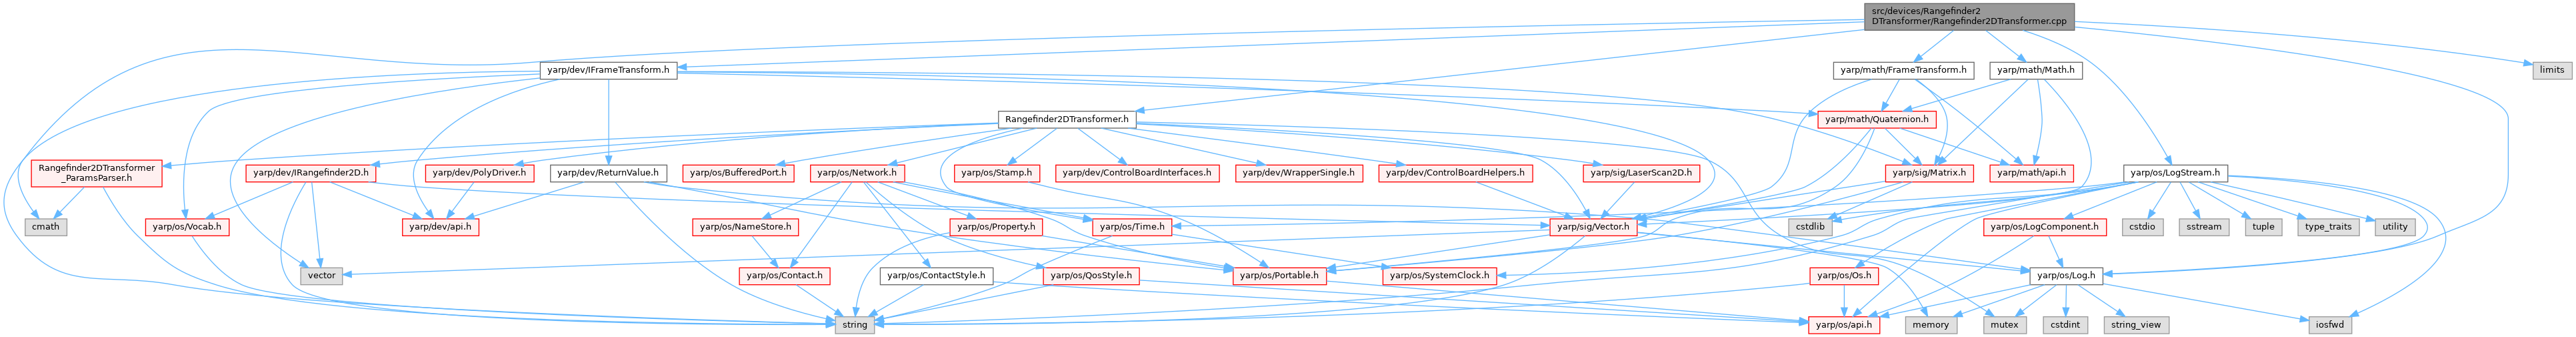 src/devices/Rangefinder2
DTransformer/Rangefinder2DTransformer.cpp
yarp/dev/IFrameTransform.h
yarp/math/FrameTransform.h
yarp/math/Math.h
limits
Rangefinder2DTransformer.h
yarp/math/Quaternion.h
Rangefinder2DTransformer
_ParamsParser.h
yarp/dev/IRangefinder2D.h
yarp/dev/PolyDriver.h
yarp/dev/ReturnValue.h
yarp/os/BufferedPort.h
yarp/os/Network.h
yarp/os/Stamp.h
yarp/dev/ControlBoardInterfaces.h
yarp/dev/WrapperSingle.h
yarp/dev/ControlBoardHelpers.h
yarp/sig/LaserScan2D.h
yarp/sig/Matrix.h
yarp/math/api.h
yarp/os/LogStream.h
cmath
yarp/os/Vocab.h
yarp/dev/api.h
yarp/os/NameStore.h
yarp/os/Property.h
yarp/os/Time.h
yarp/sig/Vector.h
cstdlib
yarp/os/LogComponent.h
cstdio
sstream
tuple
type_traits
utility
vector
yarp/os/Contact.h
yarp/os/ContactStyle.h
yarp/os/QosStyle.h
yarp/os/Portable.h
yarp/os/SystemClock.h
yarp/os/Os.h
yarp/os/Log.h
string
yarp/os/api.h
memory
mutex
cstdint
string_view
iosfwd